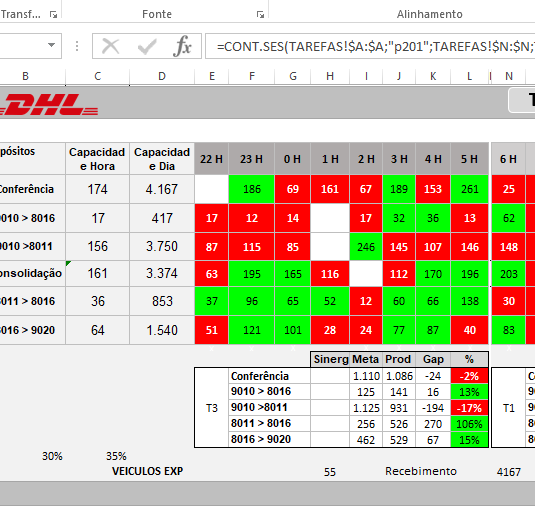 Transf...
Fonte
Alinhamento
fx
=CONT.SES(TAREFAS!$A:$A;"p201";TAREFAS!$N:$N;
B C D E F G H I J K L N
DHL
T
pósitos Capacidad e Hora Capacidad e Dia 22 H 23 H 0 H 1 H 2 H 3 H 4 H 5 H 6 H
Conferência 174 4.167 186 69 161 67 189 153 261 25
9010 > 8016 17 417 17 12 14 17 32 36 13 62
9010 >8011 156 3.750 87 115 85 246 145 107 146 148
onsolidação 161 3.374 63 195 165 116 112 170 196 203
8011 > 8016 36 853 37 96 65 52 12 60 66 138 30
8016 > 9020 64 1.540 51 121 101 28 24 77 87 40 83
Sinerg Meta Prod Gap %
Conferência 1.110 1.086 -24 -2%
9010 > 8016 125 141 16 13%
T3 9010 >8011 1.125 931 -194 -17% T1
8011 > 8016 256 526 270 106%
8016 > 9020 462 529 67 15%
30% 35%
VEICULOS EXP 55 Recebimento 4167